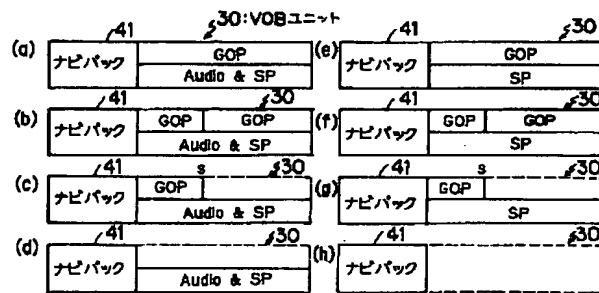 30:VOBユニット
(a) 41 ナビパック GOP Audio & SP
(e) 41 30 ナビパック GOP SP
(b) 41 30 ナビパック GOP GOP Audio & SP
(f) 41 30 ナビパック GOP GOP SP
(c) 41 s 30 ナビパック GOP Audio & SP
(g) 41 s 30 ナビパック GOP SP
(d) 41 30 ナビパック Audio & SP
(h) 41 30 ナビパック